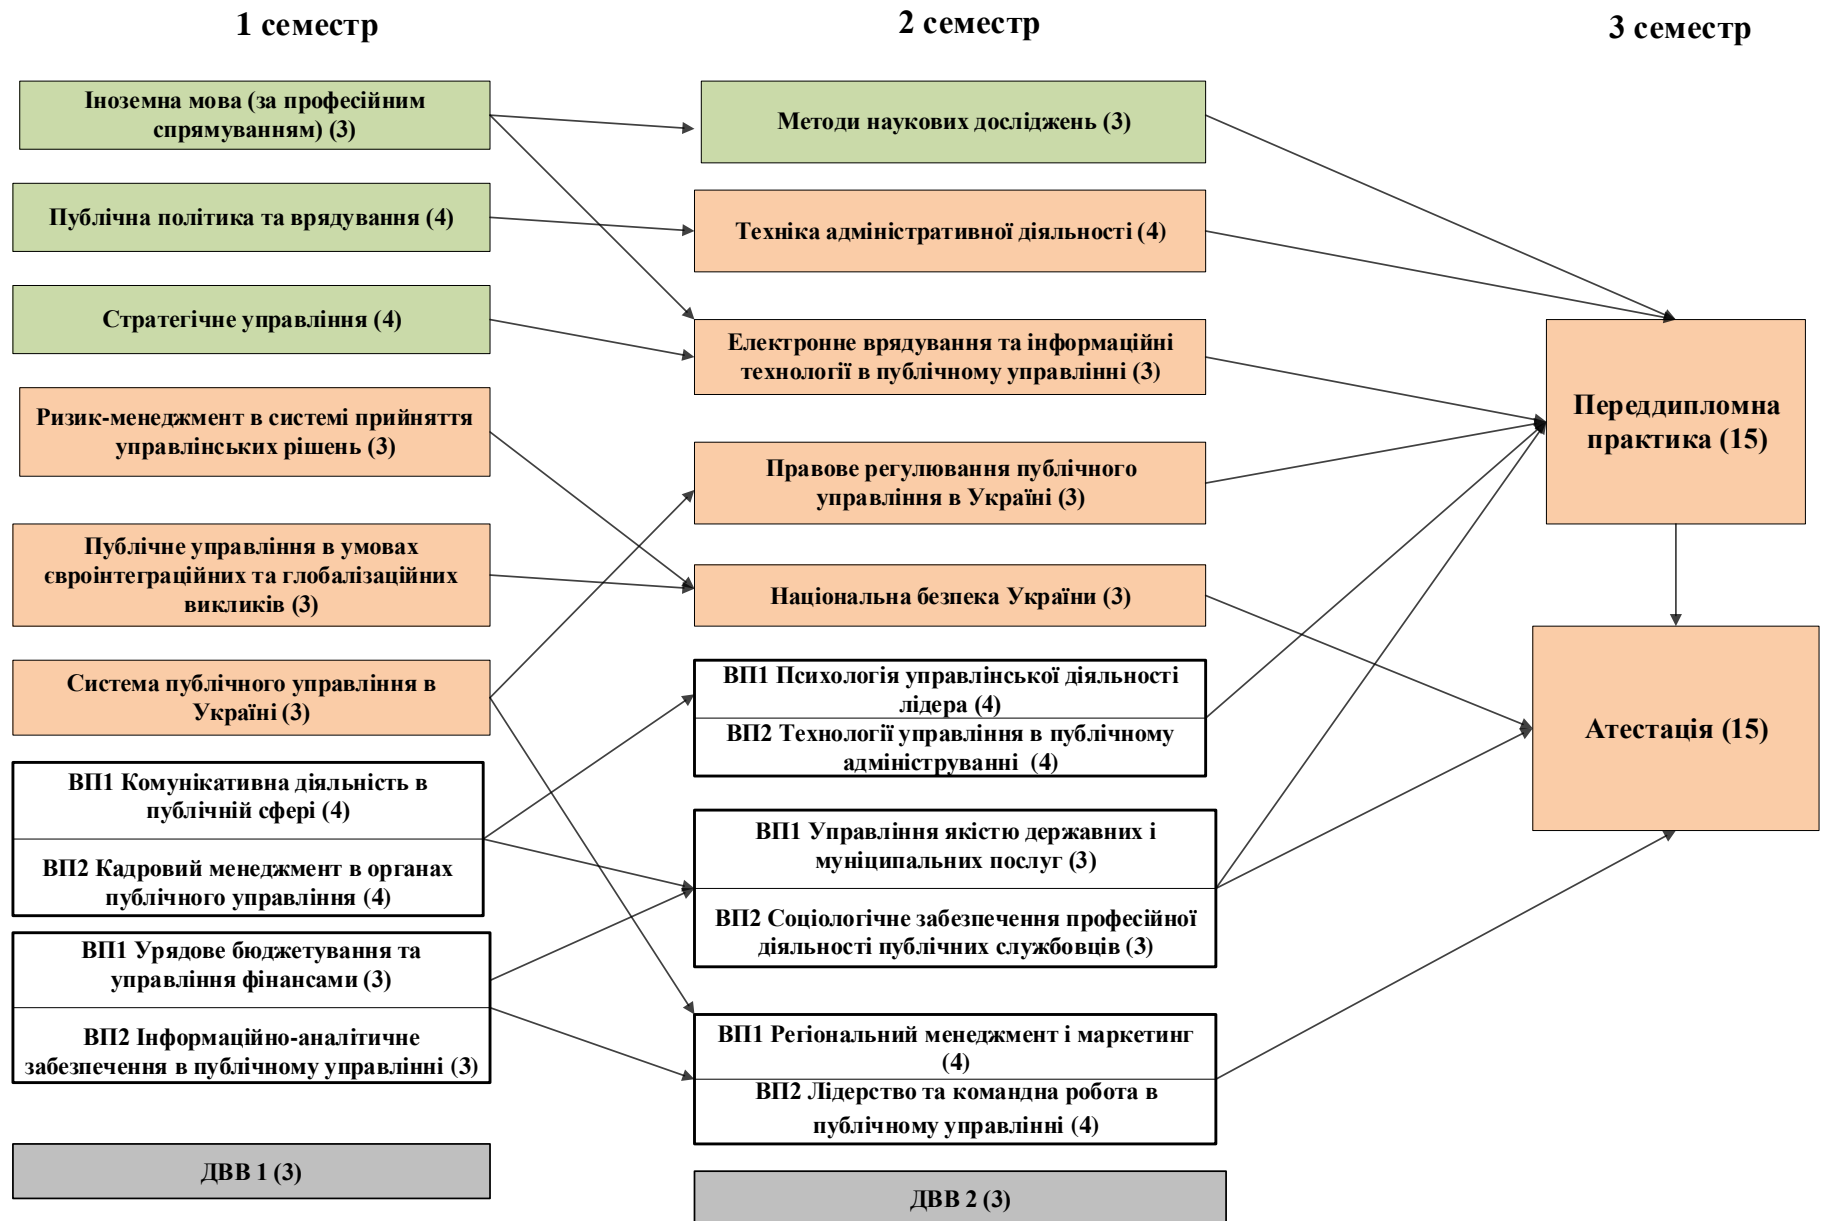 1 семестр
2 семестр
3 семестр
Іноземна мова (за професійним
спрямуванням) (3)
Публічна політика та врядування (4)
Стратегічне управління (4)
Ризик-менеджмент в системі прийняття
управлінських рішень (3)
Публічне управління в умовах
євроінтеграційних та глобалізаційних
викликів (3)
Система публічного управління в
Україні (3)
ВП1 Комунікативна діяльність в
публічній сфері (4)
ВП2 Кадровий менеджмент в органах
публічного управління (4)
ВП1 Урядове бюджетування та
управління фінансами (3)
ВП2 Інформаційно-аналітичне
забезпечення в публічному управлінні (3)
ДВВ 1 (3)
Методи наукових досліджень (3)
Техніка адміністративної діяльності (4)
Електронне врядування та інформаційні
технології в публічному управлінні (3)
Правове регулювання публічного
управління в Україні (3)
Національна безпека України (3)
ВП1 Психологія управлінської діяльності
лідера (4)
ВП2 Технології управління в публічному
адмініструванні (4)
ВП1 Управління якістю державних і
муніципальних послуг (3)
ВП2 Соціологічне забезпечення професійної
діяльності публічних службовців (3)
ВП1 Регіональний менеджмент і маркетинг
(4)
ВП2 Лідерство та командна робота в
публічному управлінні (4)
ДВВ 2 (3)
Переддипломна
практика (15)
Атестація (15)